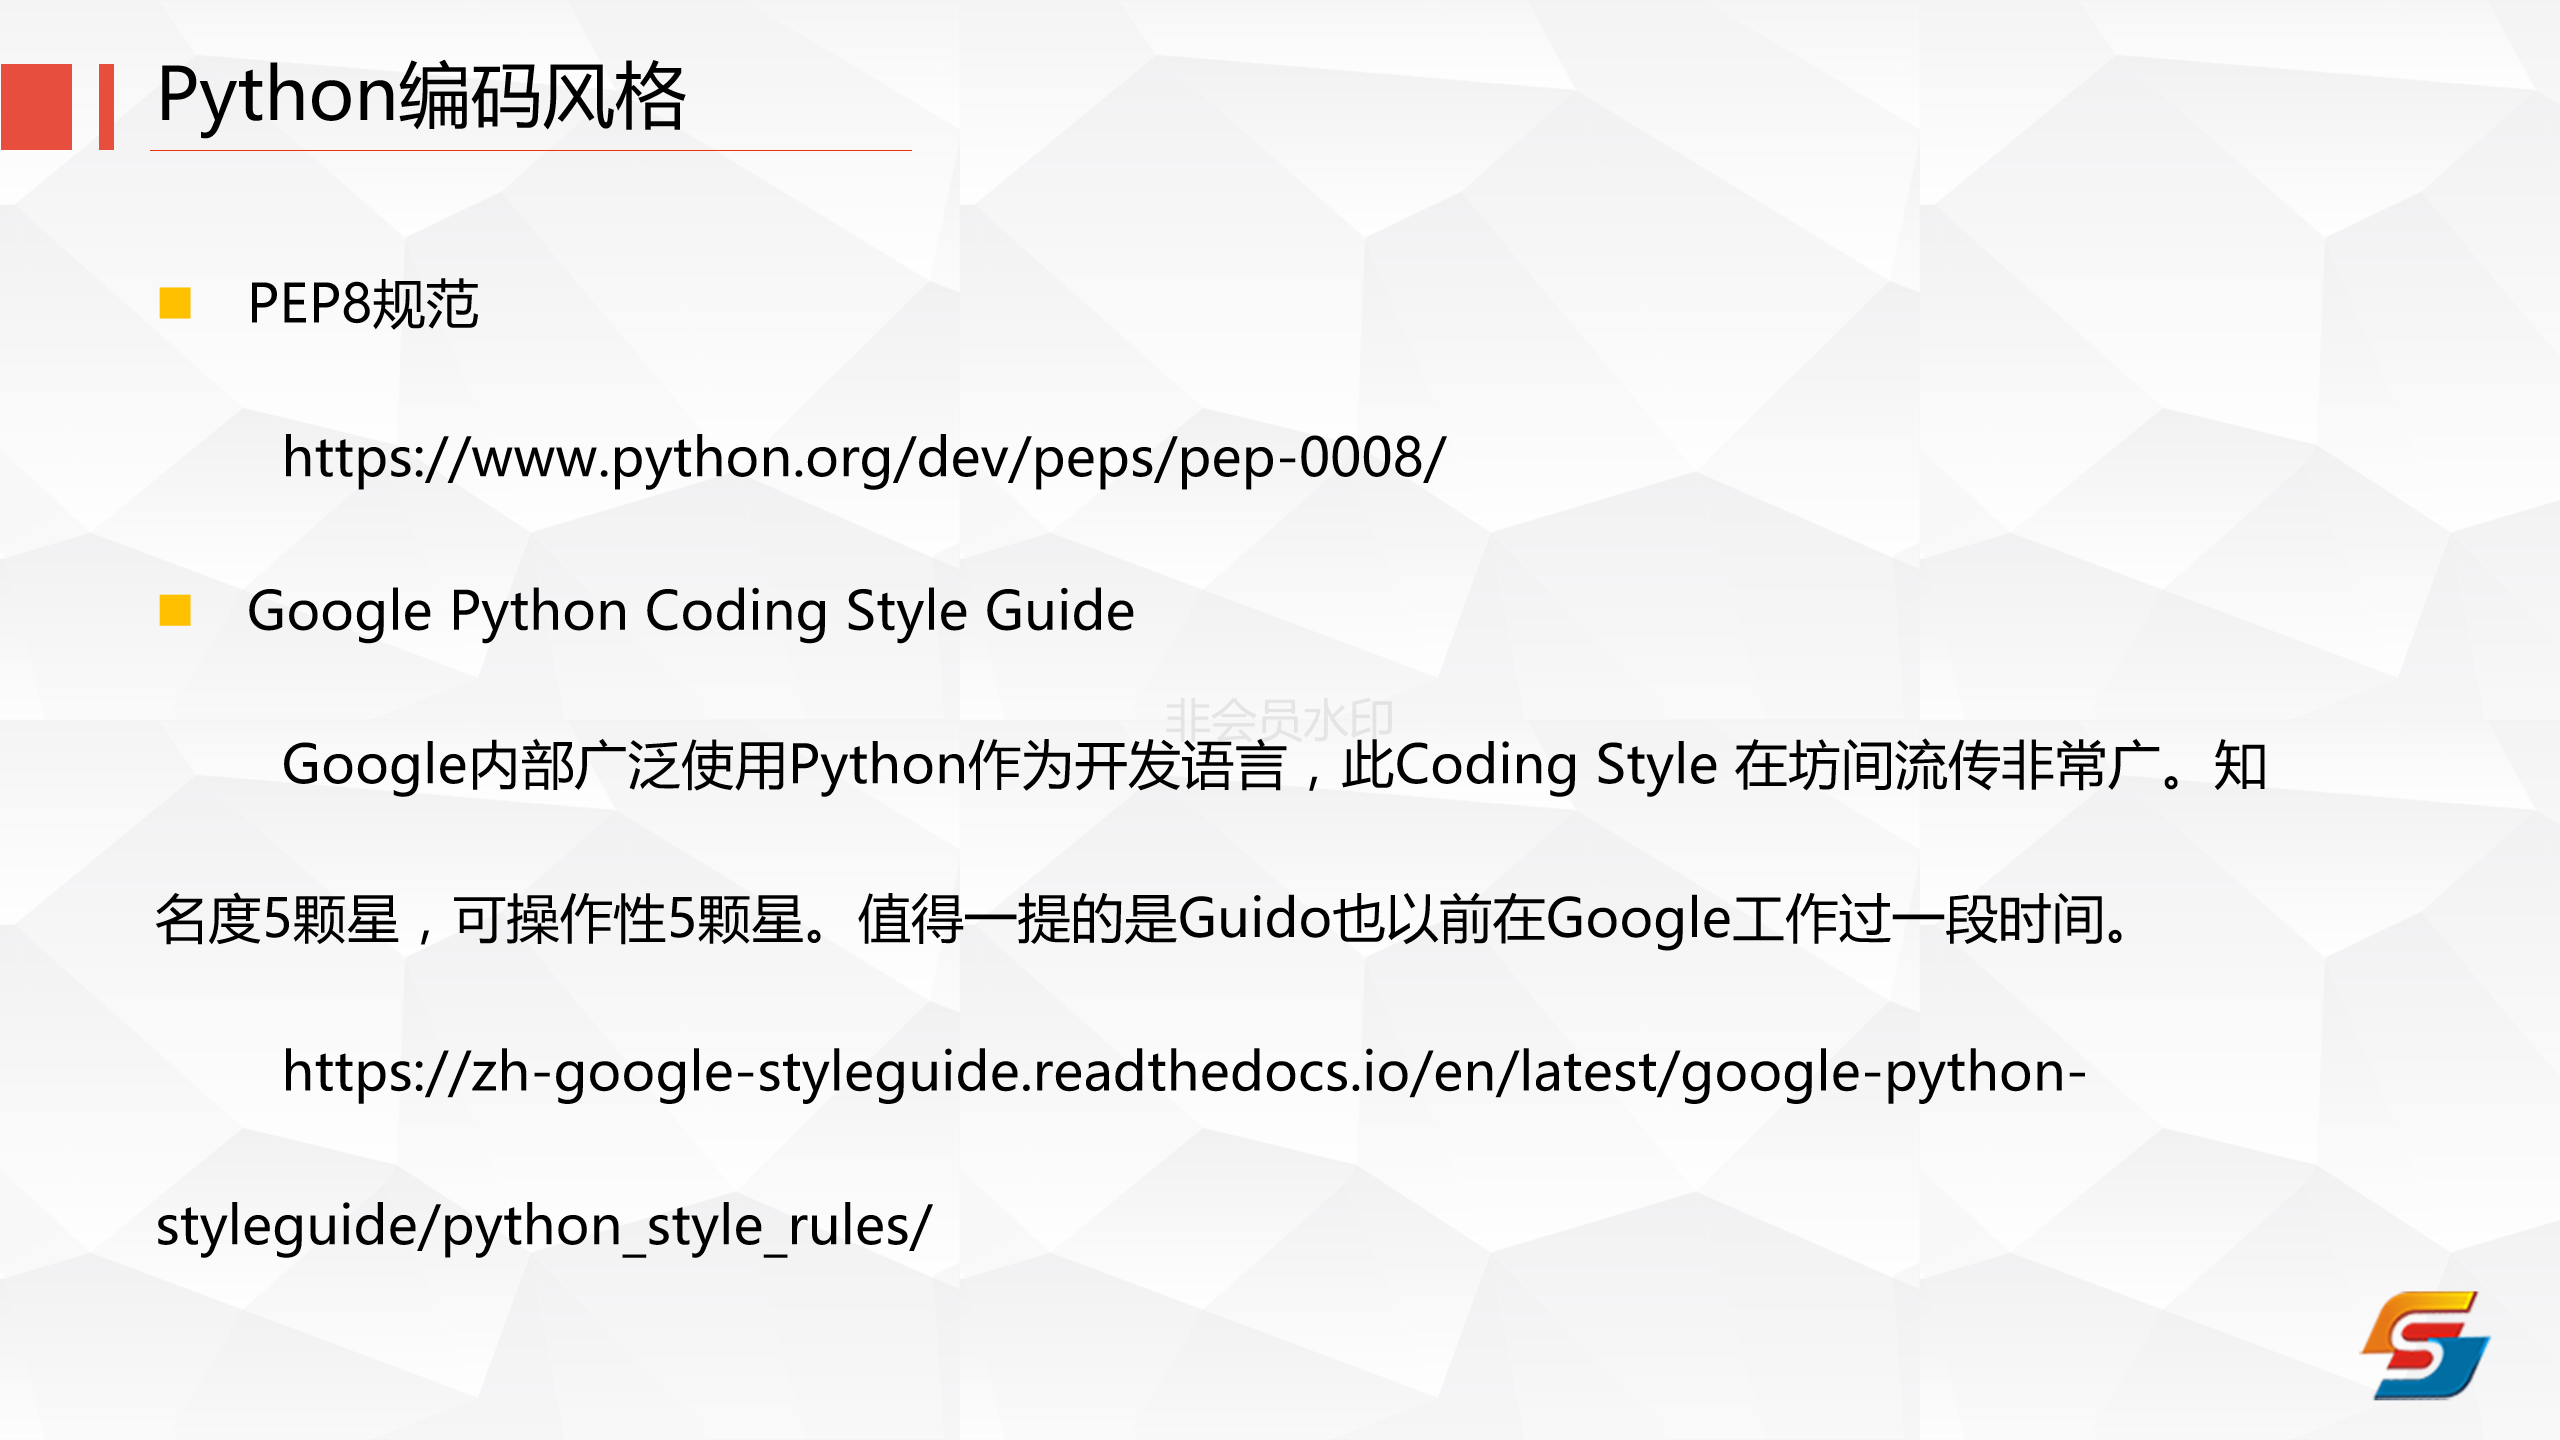 Python编码风格
PEP8规范
https://www.python.org/dev/peps/pep-0008/
Google Python Coding Style Guide
非会员水印
Google内部广泛使用Python作为开发语言，此Coding Style 在坊间流传非常广。知
名度5颗星，可操作性5颗星。值得一提的是Guido也以前在Google工作过一段时间。
https://zh-google-styleguide.readthedocs.io/en/latest/google-python-
styleguide/python_style_rules/